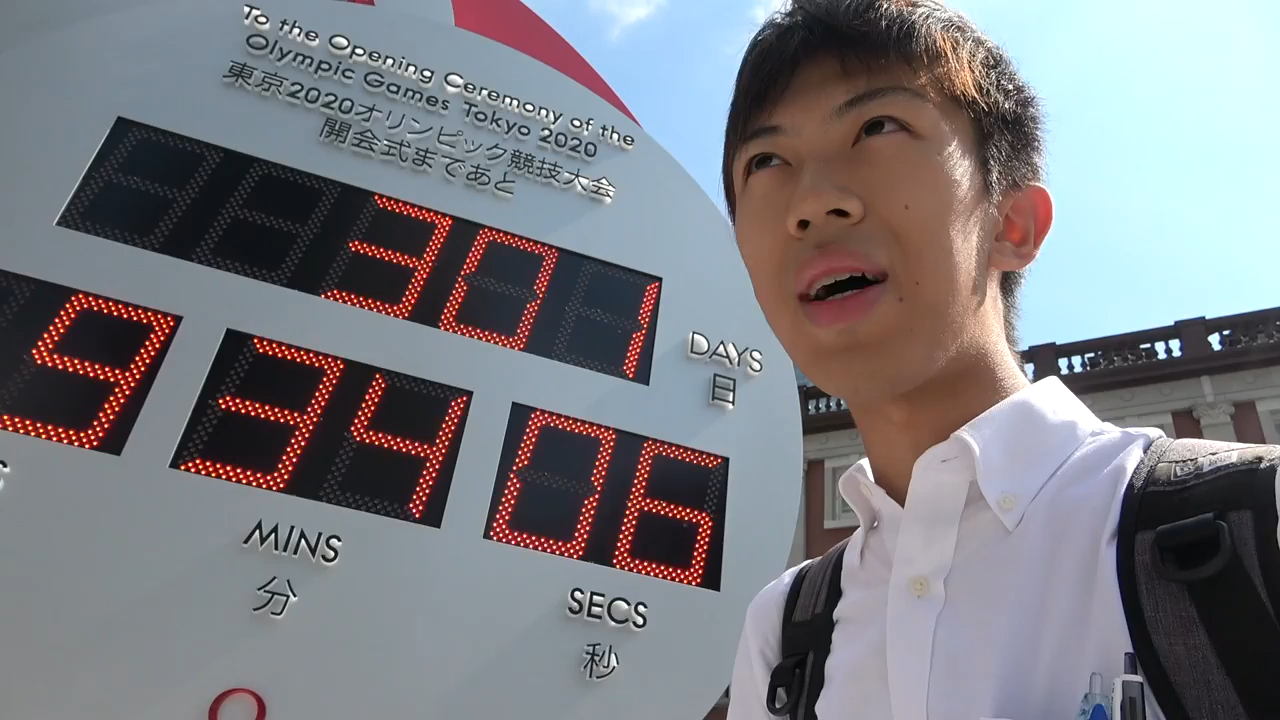 To the Opening Ceremony of the
Olympic Games Tokyo 2020
東京2020オリンピック競技大会
開会式まであと
301
DAYS
日
9
34
06
MINS
SECS
分
秒